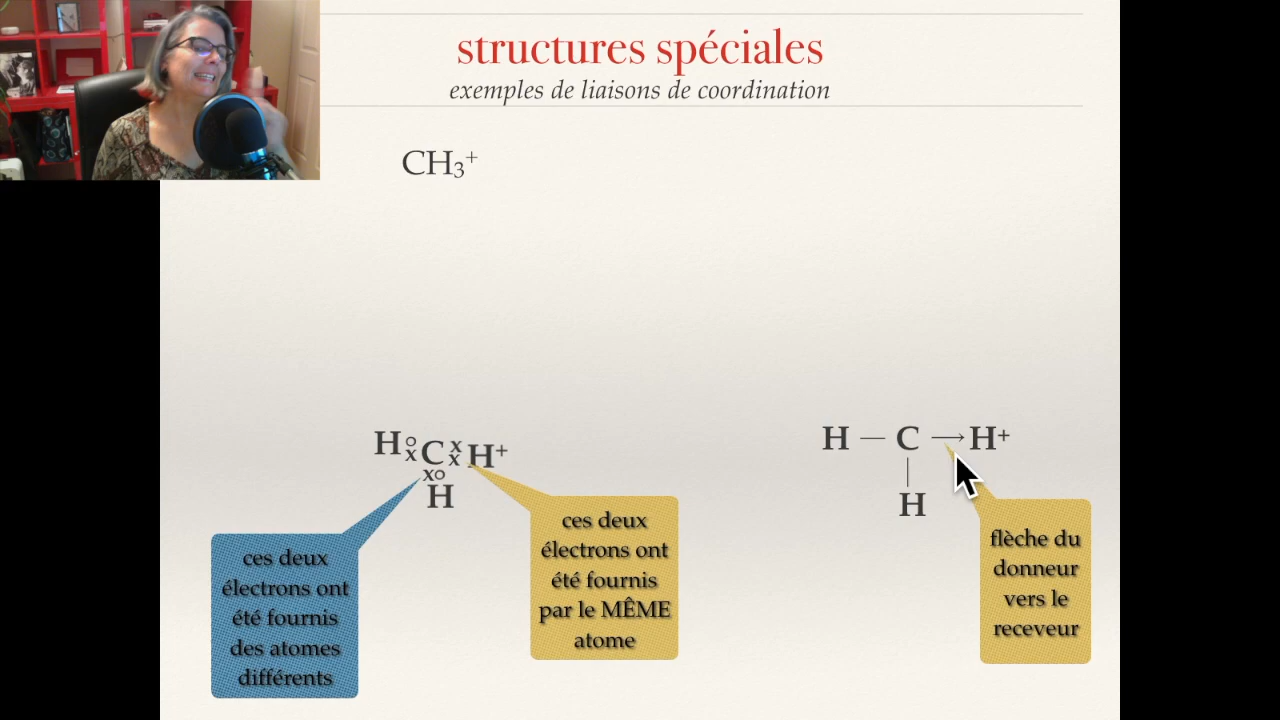 structures spéciales
exemples de liaisons de coordination
CH₃⁺
H o x C x x H⁺
x o
H
H — C → H⁺
|
H
ces deux
électrons ont
été fournis
des atomes
différents
ces deux
électrons ont
été fournis
par le MÊME
atome
flèche du
donneur
vers le
receveur